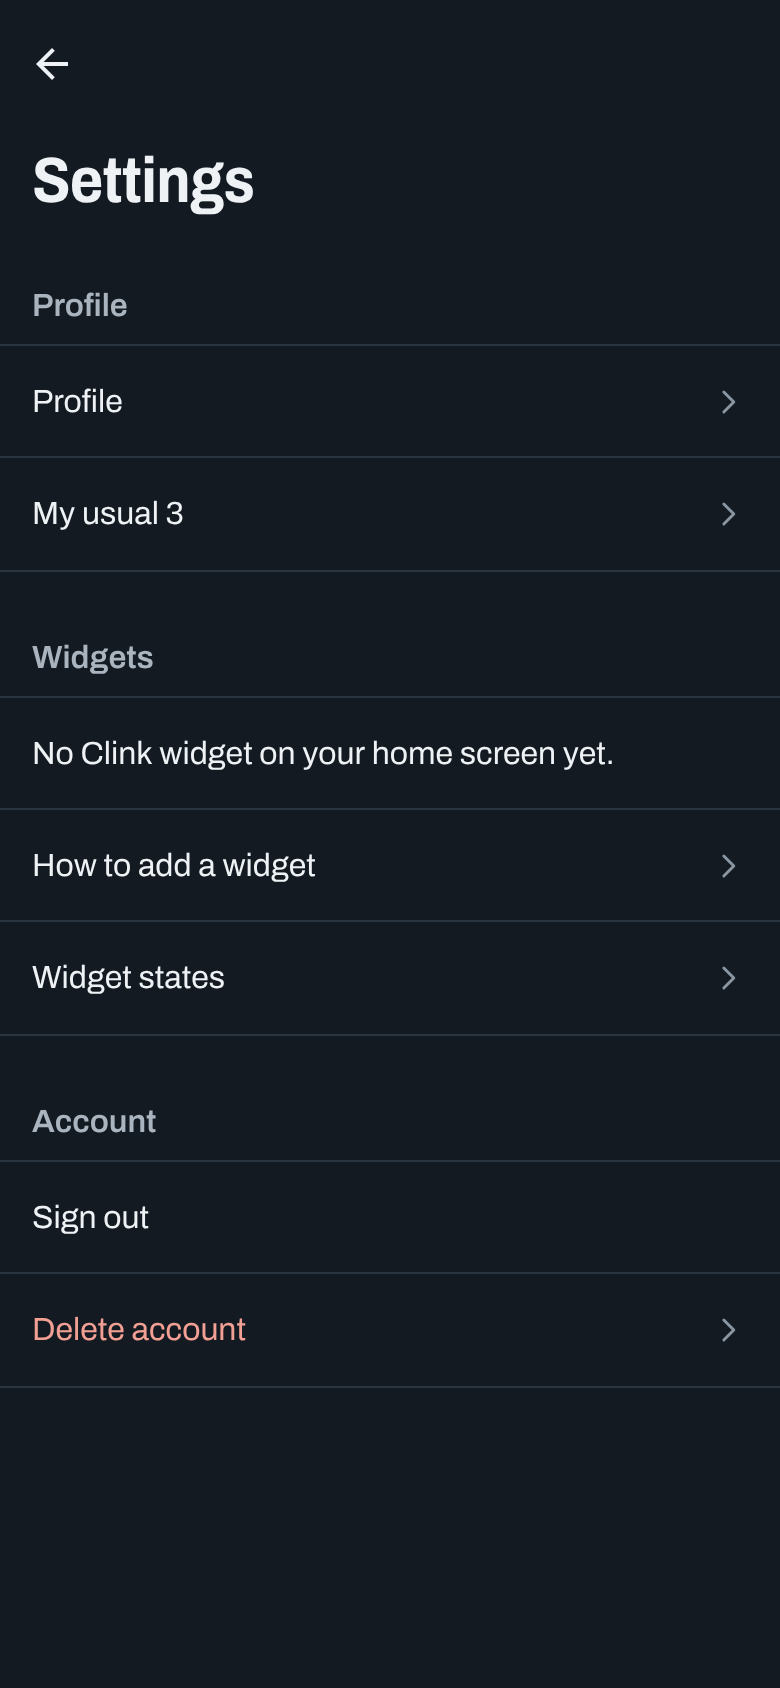 Settings
Profile
Profile
My usual 3
Widgets
No Clink widget on your home screen yet.
How to add a widget
Widget states
Account
Sign out
Delete account